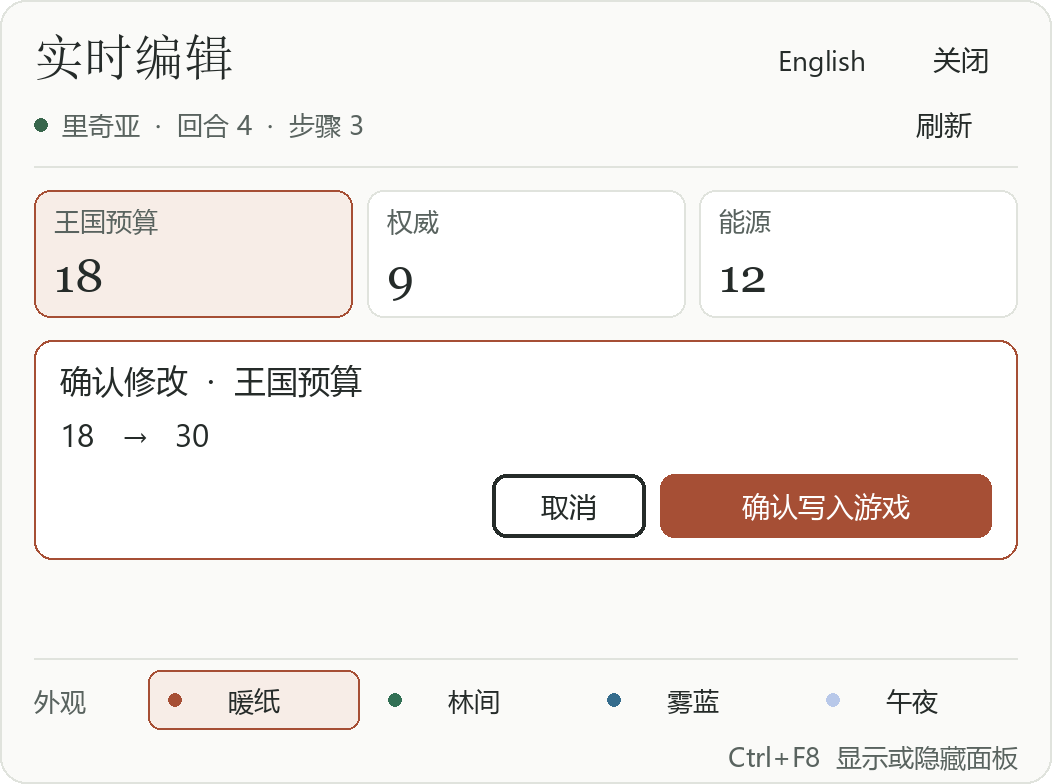 实时编辑 English 关闭
里奇亚 · 回合 4 · 步骤 3 刷新
王国预算 权威 能源
18 9 12
确认修改 · 王国预算
18 → 30
取消 确认写入游戏
外观 暖纸 林间 雾蓝 午夜
Ctrl+F8 显示或隐藏面板